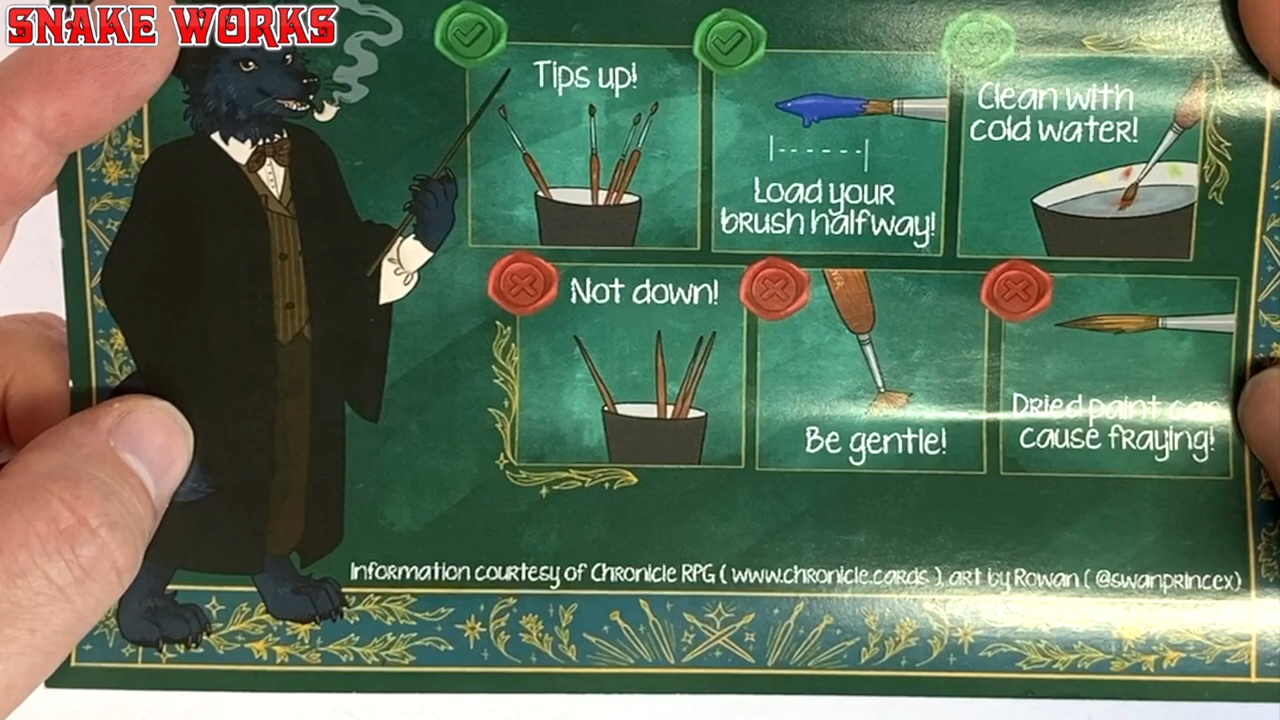 SNAKE WORKS
Tips up!
Load your
brush halfway!
Clean with
cold water!
Not down!
Be gentle!
Dried paint can
cause fraying!
Information courtesy of Chronicle RPG ( www.chronicle.cards ), art by Rowan ( @swanprincex)